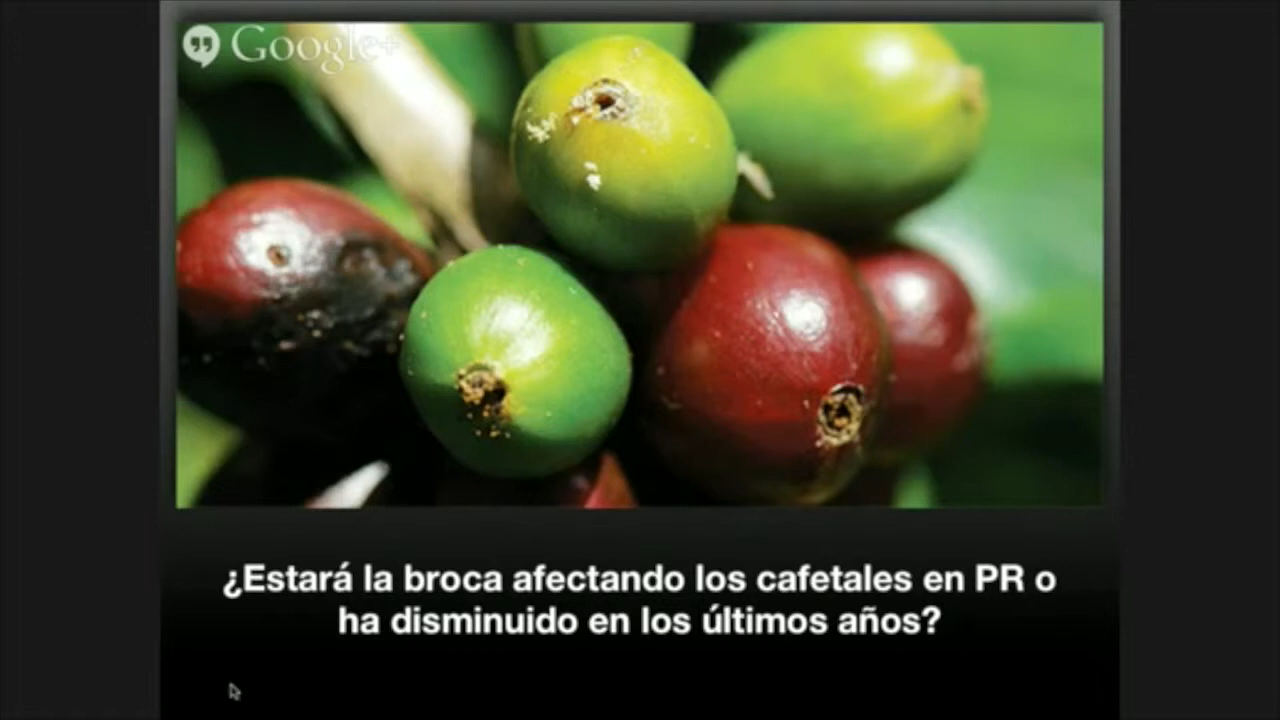 Google+
¿Estará la broca afectando los cafetales en PR o
ha disminuido en los últimos años?